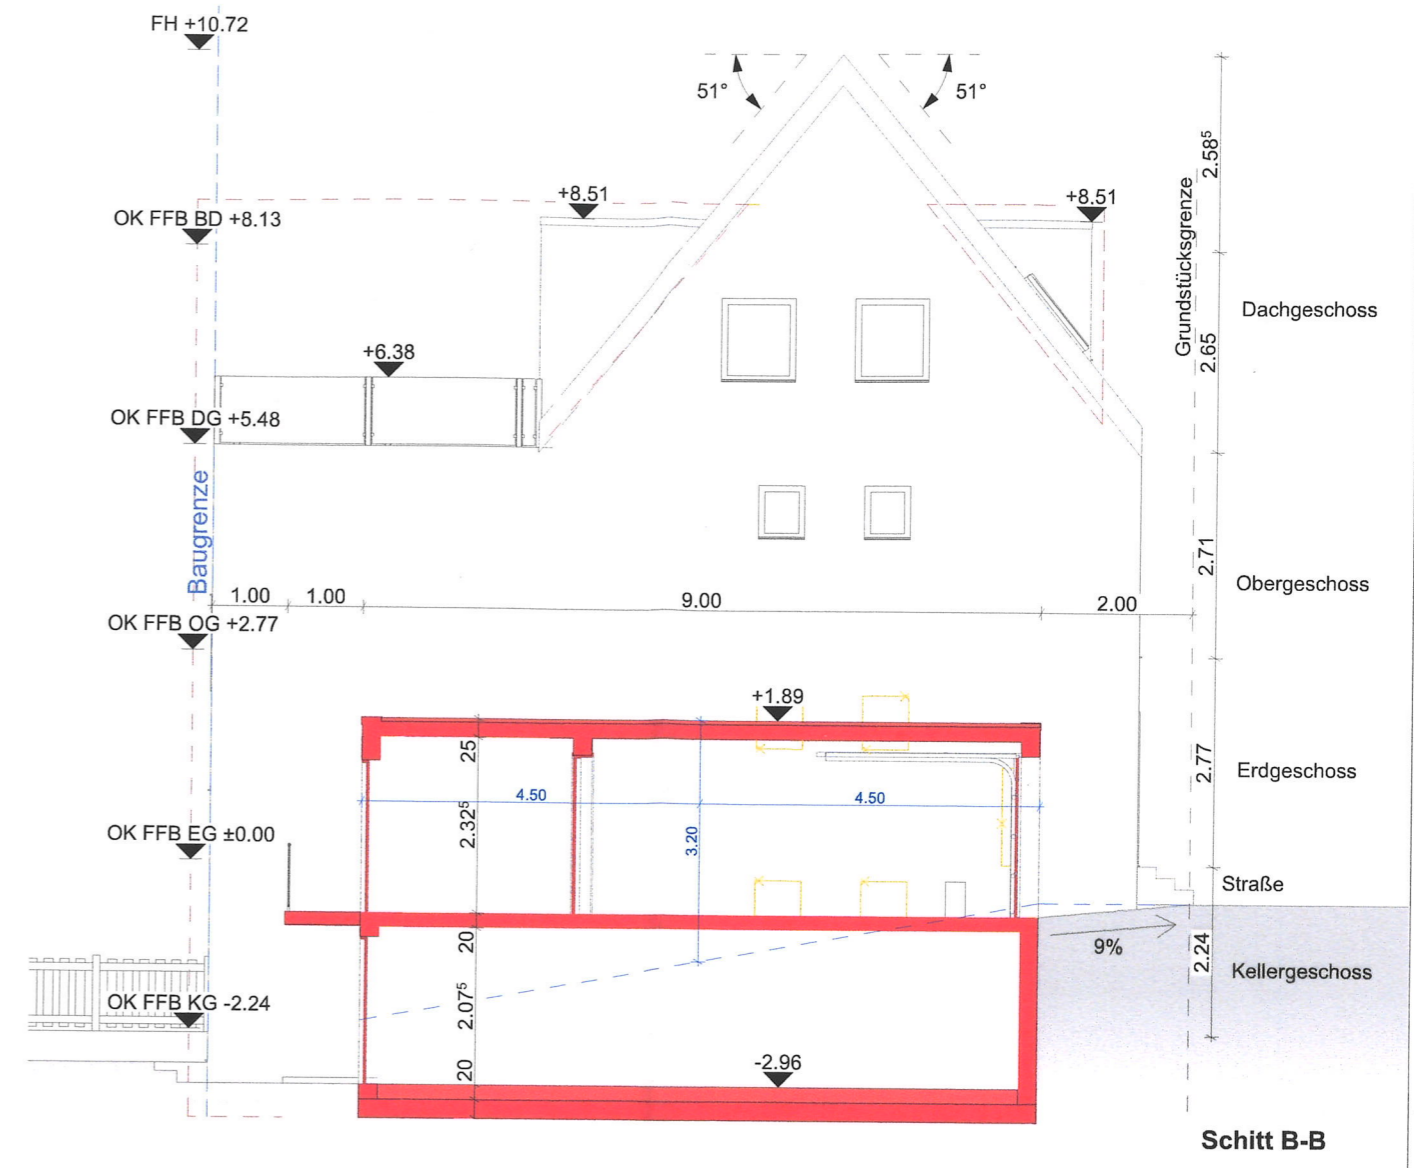 FH +10.72
51°
51°
2.58⁵
+8.51
+8.51
OK FFB BD +8.13
Grundstücksgrenze
Dachgeschoss
2.65
+6.38
OK FFB DG +5.48
Baugrenze
2.71
Obergeschoss
1.00
1.00
9.00
2.00
OK FFB OG +2.77
+1.89
25
2.77
Erdgeschoss
4.50
4.50
2.32⁵
3.20
OK FFB EG ±0.00
Straße
20
9%
2.24
Kellergeschoss
OK FFB KG -2.24
2.07⁵
20
-2.96
Schitt B-B